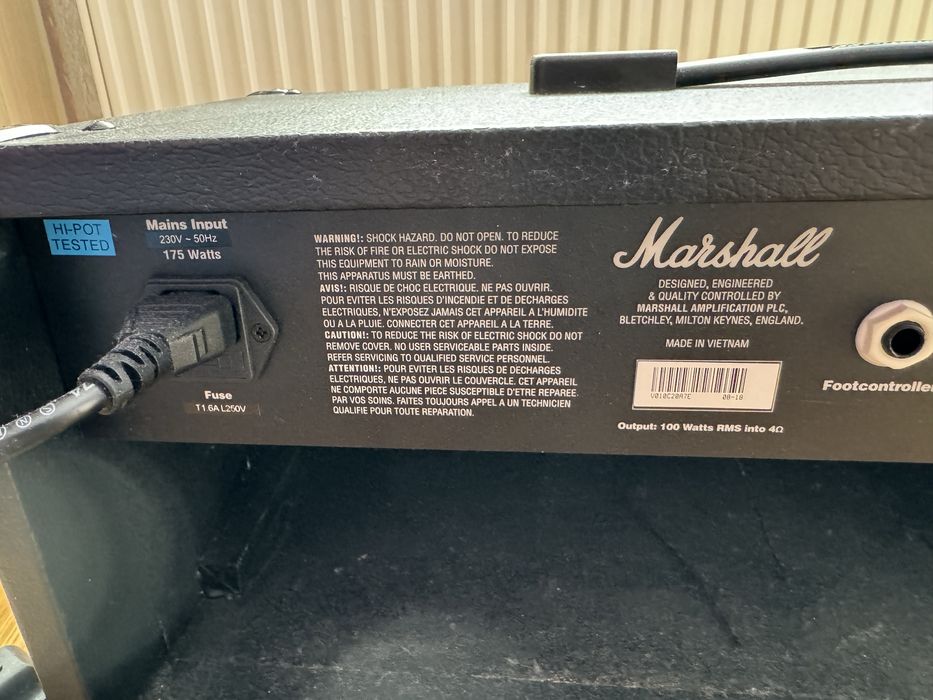 HI-POT
TESTED
Mains Input
230V ~ 50Hz
175 Watts
Fuse
T1.6A L250V
WARNING!: SHOCK HAZARD. DO NOT OPEN. TO REDUCE
THE RISK OF FIRE OR ELECTRIC SHOCK DO NOT EXPOSE
THIS EQUIPMENT TO RAIN OR MOISTURE.
THIS APPARATUS MUST BE EARTHED.
AVIS!: RISQUE DE CHOC ELECTRIQUE. NE PAS OUVRIR.
POUR EVITER LES RISQUES D'INCENDIE ET DE DECHARGES
ELECTRIQUES, N'EXPOSEZ JAMAIS CET APPAREIL A L'HUMIDITE
OU A LA PLUIE. CONNECTER CET APPAREIL A LA TERRE.
CAUTION!: TO REDUCE THE RISK OF ELECTRIC SHOCK DO NOT
REMOVE COVER. NO USER SERVICEABLE PARTS INSIDE.
REFER SERVICING TO QUALIFIED SERVICE PERSONNEL.
ATTENTION!: POUR EVITER LES RISQUES DE DECHARGES
ELECTRIQUES, NE PAS OUVRIR LE COUVERCLE. CET APPAREIL
NE COMPORTE AUCUNE PIECE SUSCEPTIBLE D'ETRE REPAREE.
PAR VOS SOINS. FAITES TOUJOURS APPEL A UN TECHNICIEN
QUALIFIE POUR TOUTE REPARATION.
Marshall
DESIGNED, ENGINEERED
& QUALITY CONTROLLED BY
MARSHALL AMPLIFICATION PLC,
BLETCHLEY, MILTON KEYNES, ENGLAND.
MADE IN VIETNAM
V010C20A7E 08-18
Output: 100 Watts RMS into 4Ω
Footcontroller